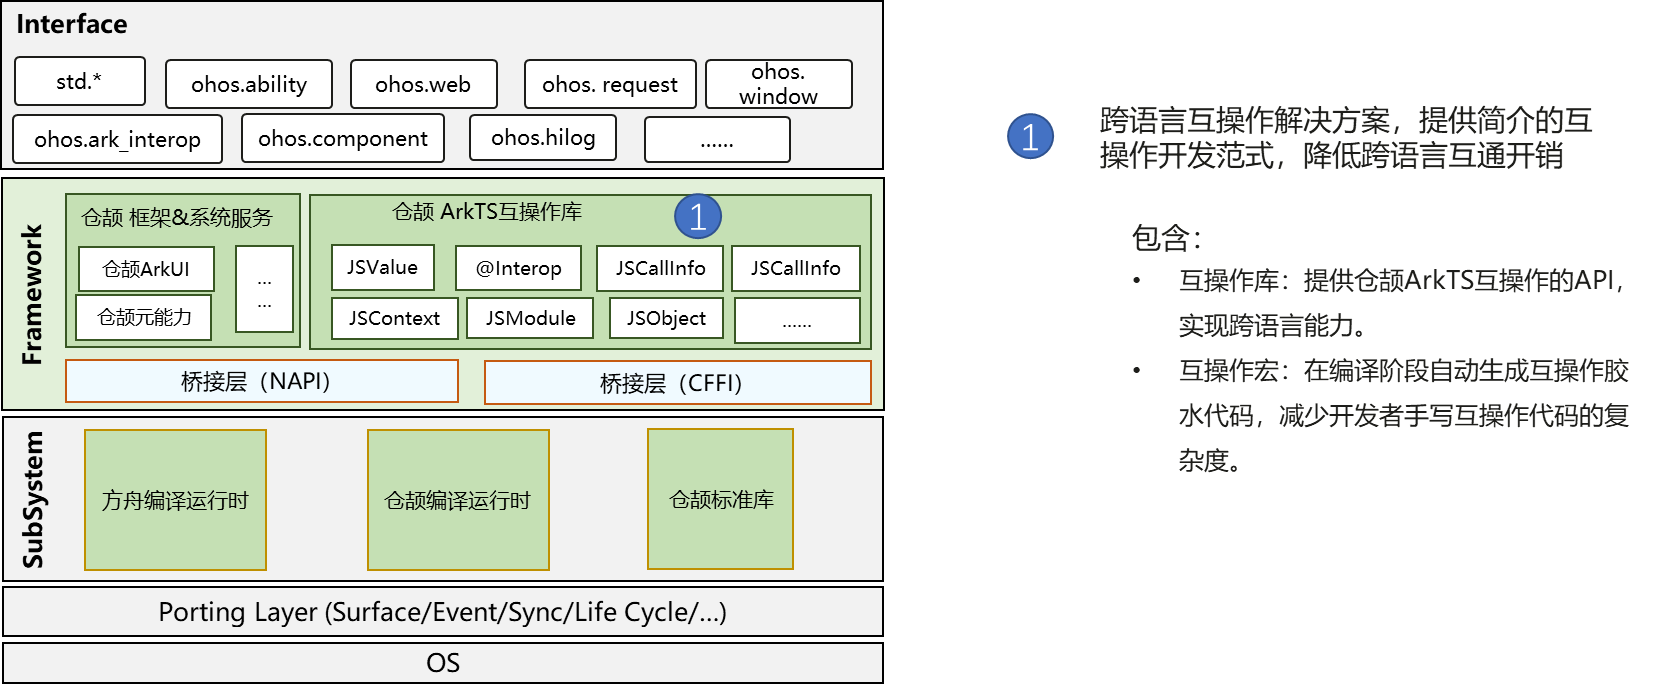 Interface
std.*
ohos.ability
ohos.web
ohos. request
ohos.
window
ohos.ark_interop
ohos.component
ohos.hilog
......
Framework
仓颉 框架&系统服务
仓颉ArkUI
仓颉元能力
...
...
仓颉 ArkTS互操作库
1
JSValue
@Interop
JSCallInfo
JSCallInfo
JSContext
JSModule
JSObject
......
桥接层（NAPI）
桥接层（CFFI）
SubSystem
方舟编译运行时
仓颉编译运行时
仓颉标准库
Porting Layer (Surface/Event/Sync/Life Cycle/...)
OS
1
跨语言互操作解决方案，提供简介的互
操作开发范式，降低跨语言互通开销
包含：
• 互操作库：提供仓颉ArkTS互操作的API，
实现跨语言能力。
• 互操作宏：在编译阶段自动生成互操作胶
水代码，减少开发者手写互操作代码的复
杂度。